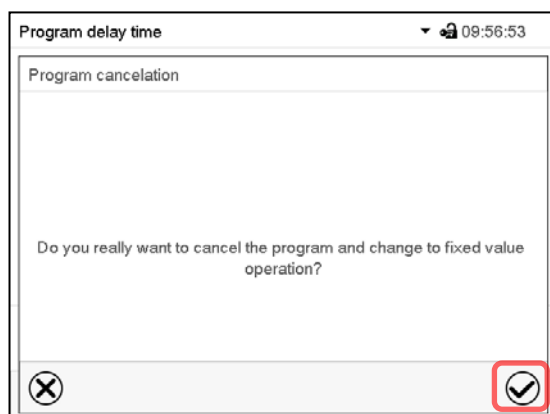 Program delay time 09:56:53
Program cancelation
Do you really want to cancel the program and change to fixed value
operation?